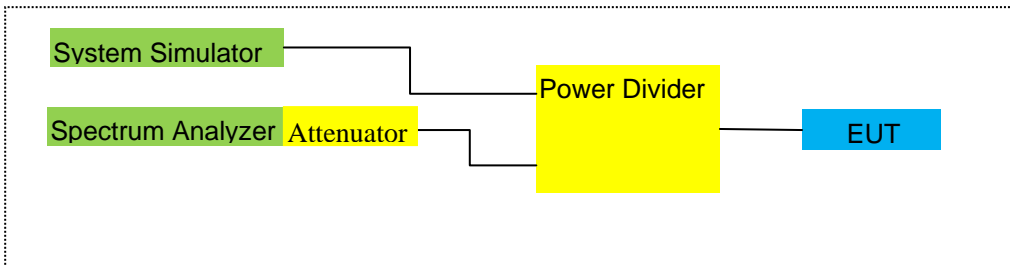 System Simulator
Power Divider
Spectrum Analyzer Attenuator
EUT